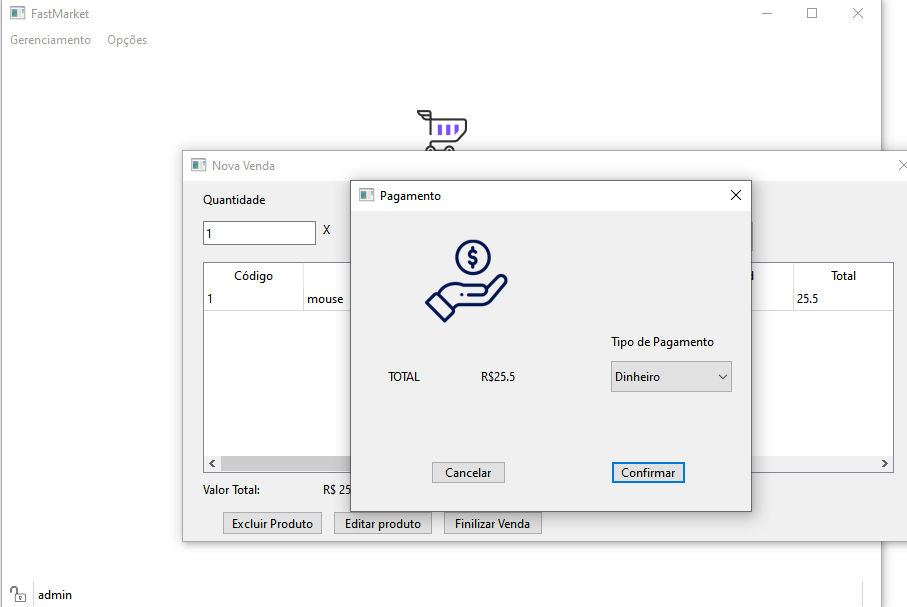 FastMarket
Gerenciamento Opções
Nova Venda
Quantidade
1 X
Código Total
1 mouse 25.5
Pagamento
$
Tipo de Pagamento
TOTAL R$25.5 Dinheiro
Cancelar Confirmar
Valor Total: R$ 25
Excluir Produto Editar produto Finilizar Venda
admin